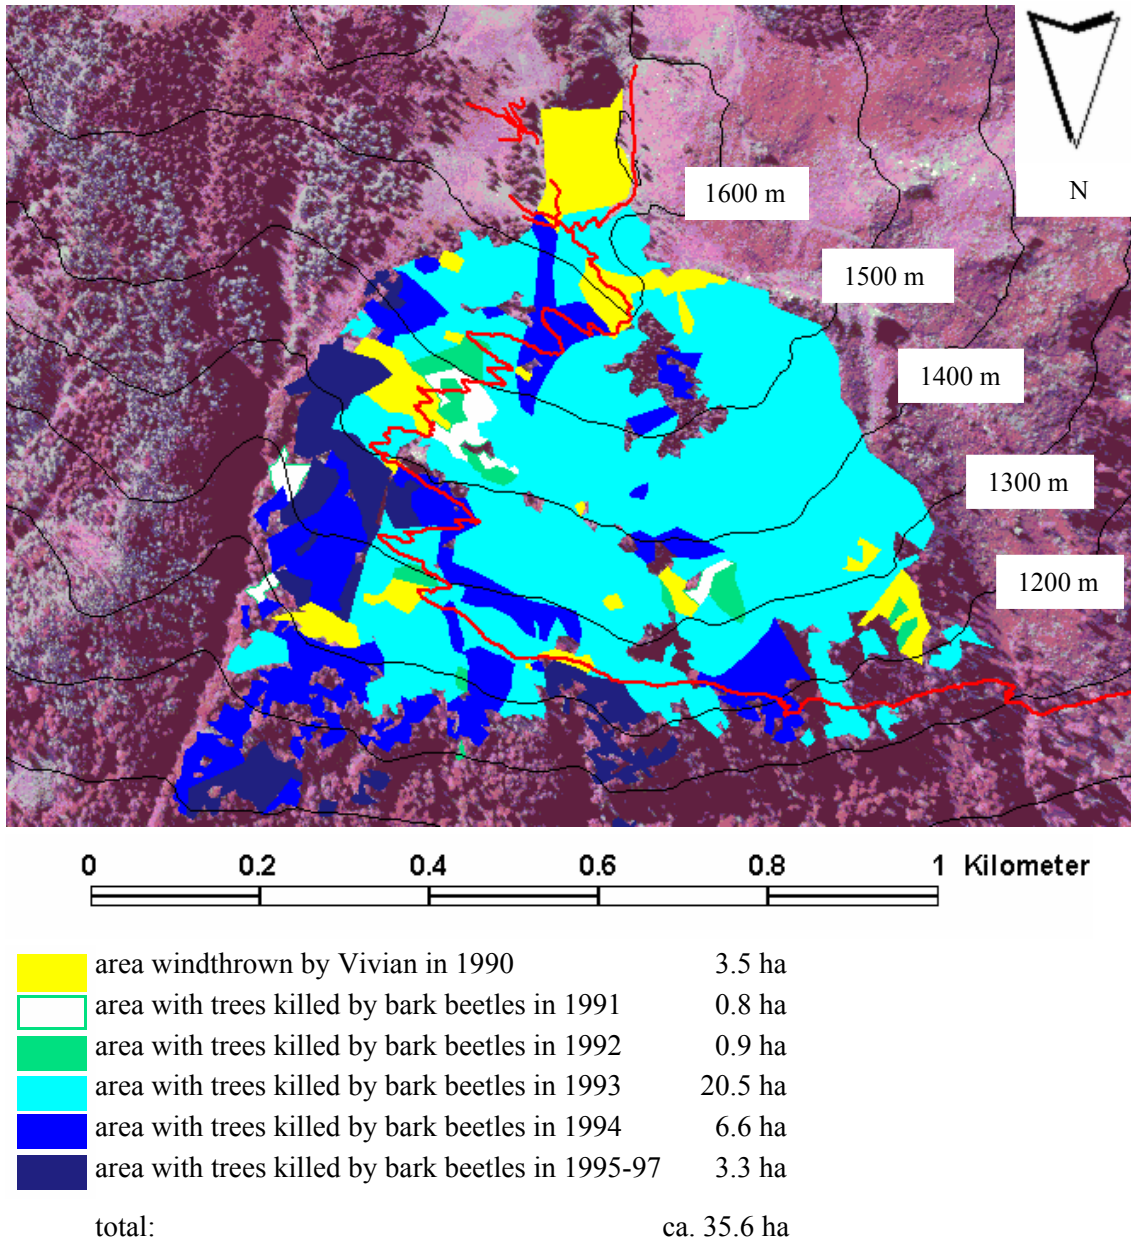 N
1600 m
1500 m
1400 m
1300 m
1200 m
0 0.2 0.4 0.6 0.8 1 Kilometer
area windthrown by Vivian in 1990 3.5 ha
area with trees killed by bark beetles in 1991 0.8 ha
area with trees killed by bark beetles in 1992 0.9 ha
area with trees killed by bark beetles in 1993 20.5 ha
area with trees killed by bark beetles in 1994 6.6 ha
area with trees killed by bark beetles in 1995-97 3.3 ha
total: ca. 35.6 ha